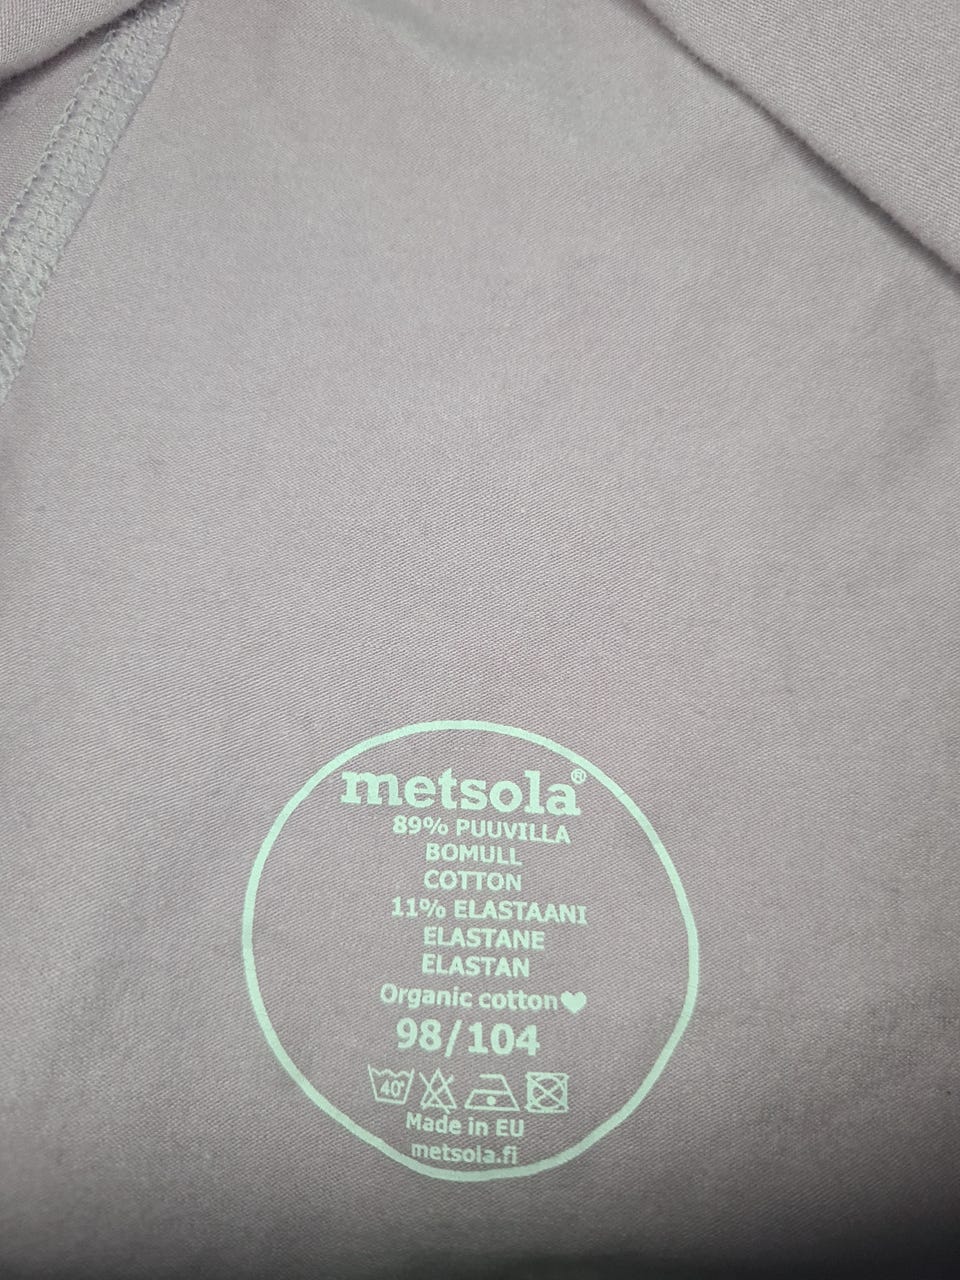 metsola®
89% PUUVILLA
BOMULL
COTTON
11% ELASTAANI
ELASTANE
ELASTAN
Organic cotton♥
98/104
40°
Made in EU
metsola.fi